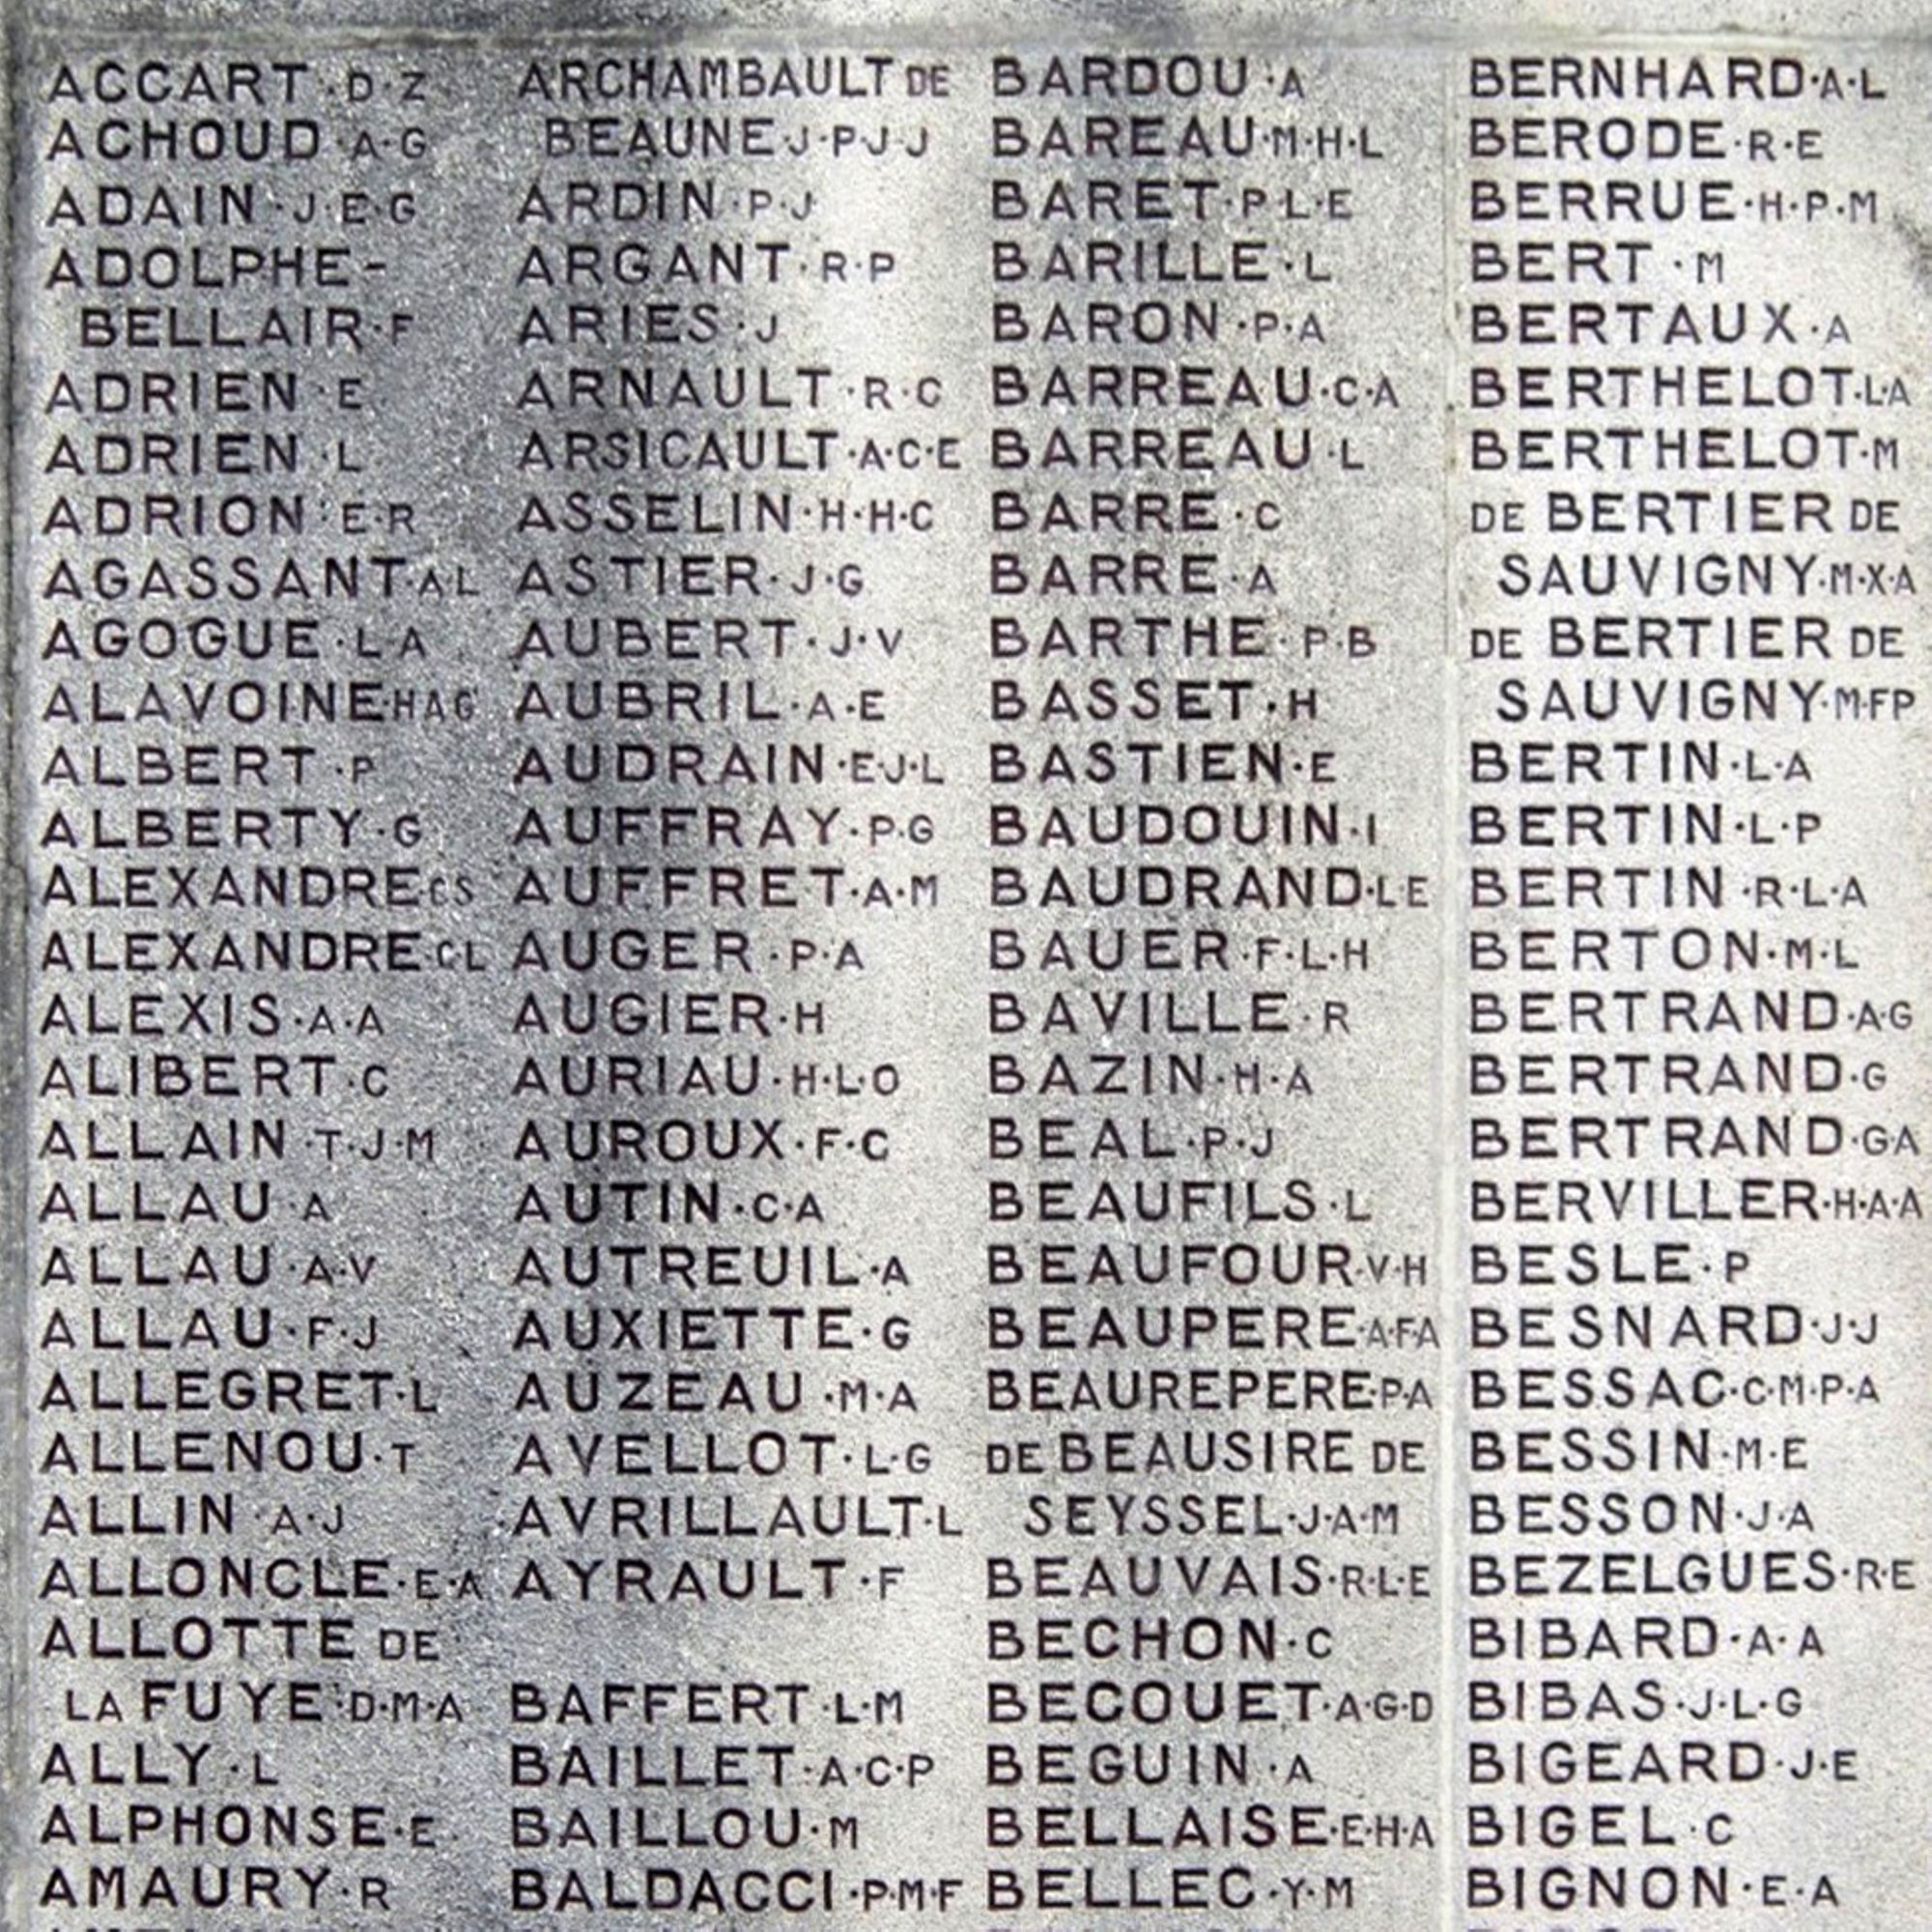 ACCART·D·Z
ACHOUD·A·G
ADAIN·J·E·G
ADOLPHE-
BELLAIR·F
ADRIEN·E
ADRIEN·L
ADRION·E·R
AGASSANT·A·L
AGOGUE·L·A
ALAVOINE·H·A·G
ALBERT·P
ALBERTY·G
ALEXANDRE·C·S
ALEXANDRE·C·L
ALEXIS·A·A
ALIBERT·C
ALLAIN·T·J·M
ALLAU·A
ALLAU·A·V
ALLAU·F·J
ALLEGRET·L
ALLENOU·T
ALLIN·A·J
ALLONCLE·E·A
ALLOTTE DE
LA FUYE·D·M·A
ALLY·L
ALPHONSE·E
AMAURY·R
ARCHAMBAULT DE
BEAUNE·J·P·J·J
ARDIN·P·J
ARGANT·R·P
ARIES·J
ARNAULT·R·C
ARSICAULT·A·C·E
ASSELIN·H·H·C
ASTIER·J·G
AUBERT·J·V
AUBRIL·A·E
AUDRAIN·E·J·L
AUFFRAY·P·G
AUFFRET·A·M
AUGER·P·A
AUGIER·H
AURIAU·H·L·O
AUROUX·F·C
AUTIN·C·A
AUTREUIL·A
AUXIETTE·G
AUZEAU·M·A
AVELLOT·L·G
AVRILLAULT·L
AYRAULT·F
BAFFERT·L·M
BAILLET·A·C·P
BAILLOU·M
BALDACCI·P·M·F
BARDOU·A
BAREAU·M·H·L
BARET·P·L·E
BARILLE·L
BARON·P·A
BARREAU·C·A
BARREAU·L
BARRE·C
BARRE·A
BARTHE·P·B
BASSET·H
BASTIEN·E
BAUDOUIN·I
BAUDRAND·L·E
BAUER·F·L·H
BAVILLE·R
BAZIN·H·A
BEAL·P·J
BEAUFILS·L
BEAUFOUR·V·H
BEAUPERE·A·F·A
BEAUREPERE·P·A
DE BEAUSIRE DE
SEYSSEL·J·A·M
BEAUVAIS·R·L·E
BECHON·C
BECOUET·A·G·D
BEGUIN·A
BELLAISE·E·H·A
BELLEC·Y·M
BERNHARD·A·L
BERODE·R·E
BERRUE·H·P·M
BERT·M
BERTAUX·A
BERTHELOT·L·A
BERTHELOT·M
DE BERTIER DE
SAUVIGNY·M·X·A
DE BERTIER DE
SAUVIGNY·M·F·P
BERTIN·L·A
BERTIN·L·P
BERTIN·R·L·A
BERTON·M·L
BERTRAND·A·G
BERTRAND·G
BERTRAND·G·A
BERVILLER·H·A·A
BESLE·P
BESNARD·J·J
BESSAC·C·M·P·A
BESSIN·M·E
BESSON·J·A
BEZELGUES·R·E
BIBARD·A·A
BIBAS·J·L·G
BIGEARD·J·E
BIGEL·C
BIGNON·E·A